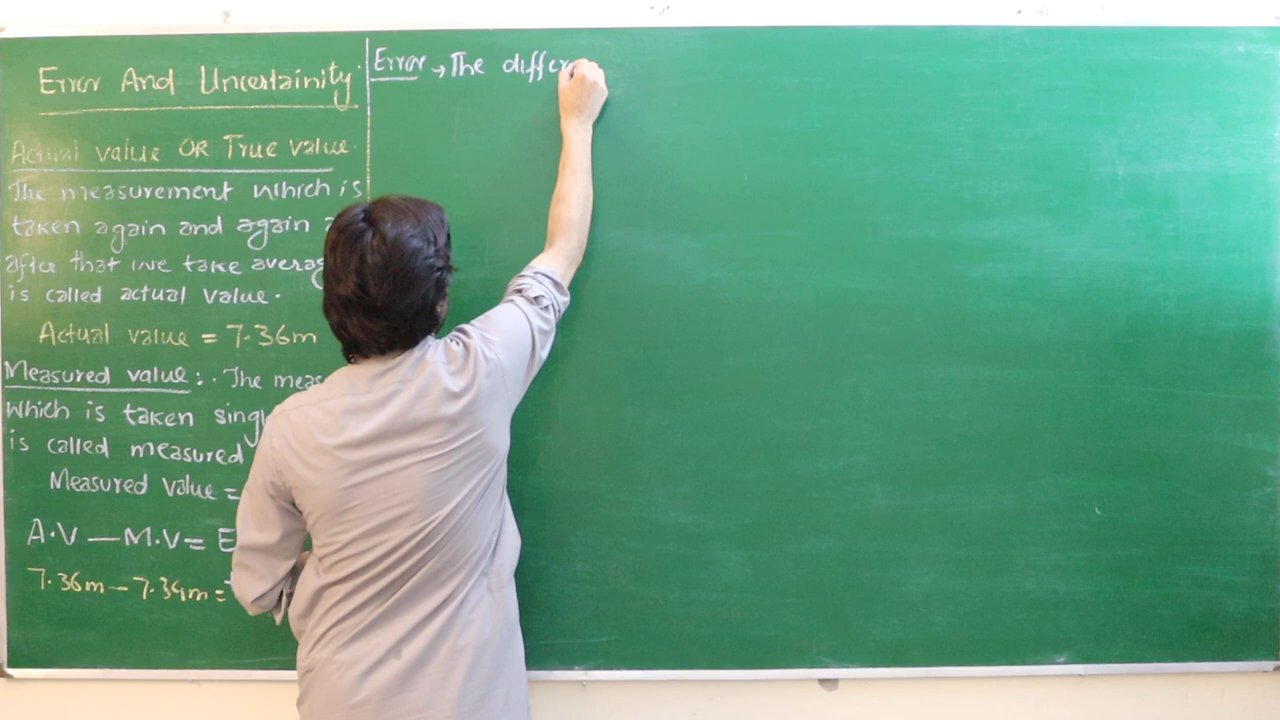 Error And Uncertainity.
Actual value OR True value.
The measurement which is
taken again and again
after that we take averag
is called actual value.
Actual value = 7.36m
Measured value:. The meas
which is taken singl
is called measured
Measured value =
A.V — M.V = E
7.36m — 7.34m =
Error → The differ